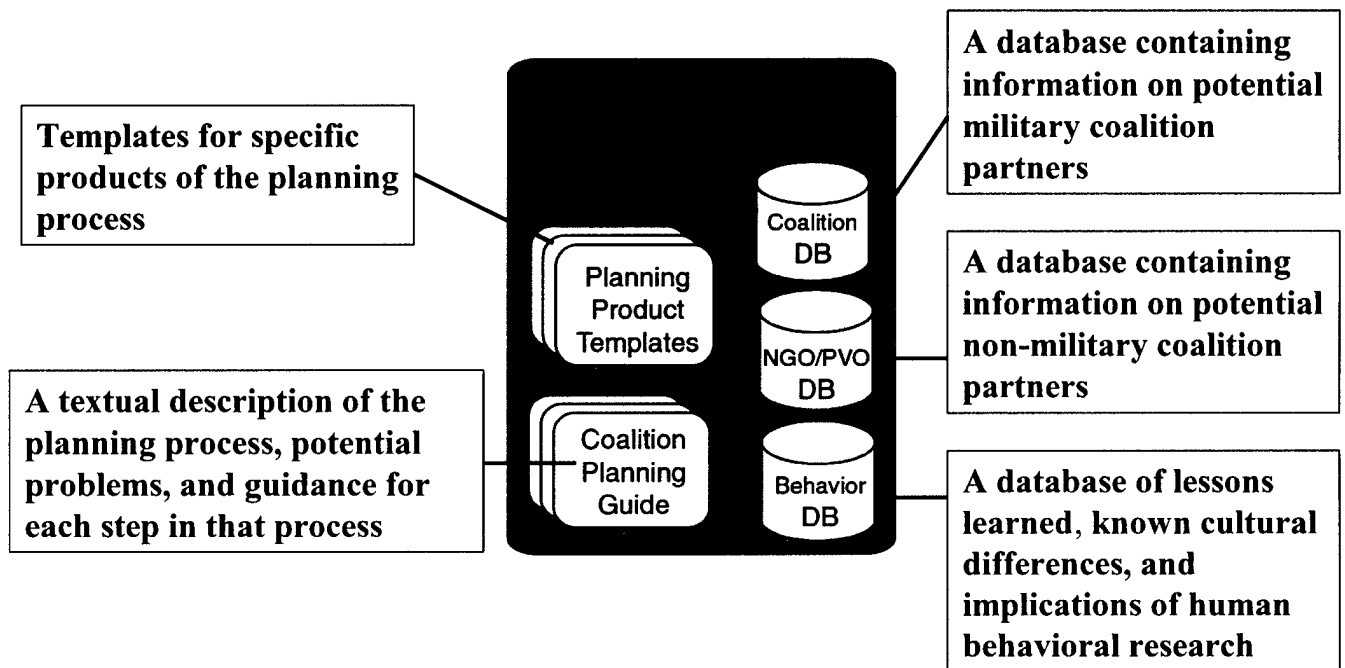 Templates for specific
products of the planning
process
A textual description of the
planning process, potential
problems, and guidance for
each step in that process
Planning
Product
Templates
Coalition
Planning
Guide
Coalition
DB
NGO/PVO
DB
Behavior
DB
A database containing
information on potential
military coalition
partners
A database containing
information on potential
non-military coalition
partners
A database of lessons
learned, known cultural
differences, and
implications of human
behavioral research